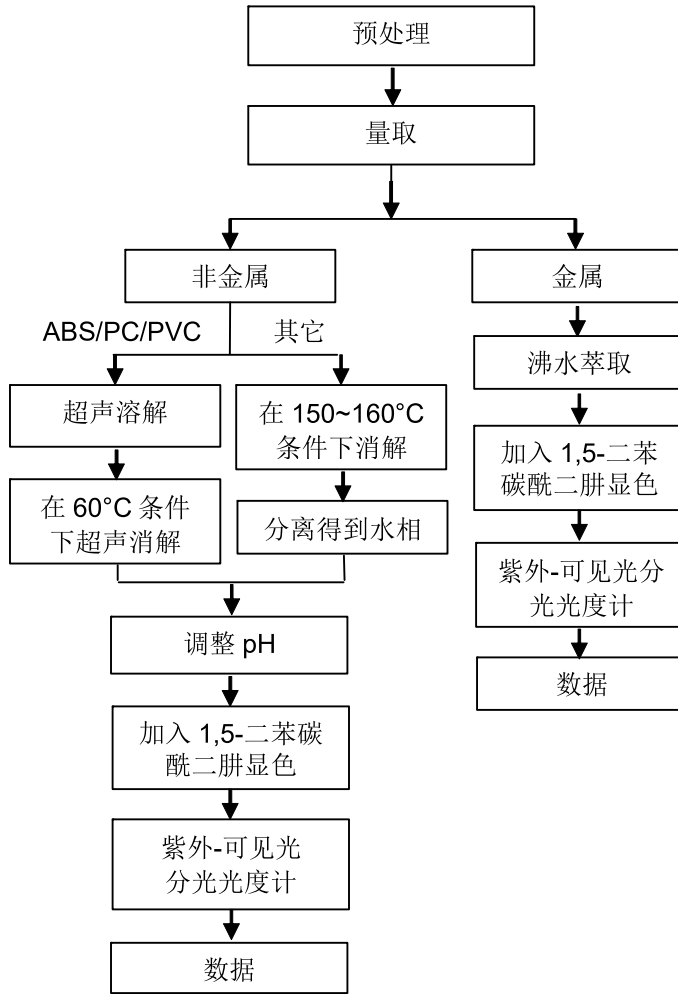 预处理
量取
非金属
金属
ABS/PC/PVC
其它
沸水萃取
超声溶解
在 150~160°C
条件下消解
加入 1,5-二苯
碳酰二肼显色
在 60°C 条件
下超声消解
分离得到水相
紫外-可见光分
光光度计
调整 pH
数据
加入 1,5-二苯碳
酰二肼显色
紫外-可见光
分光光度计
数据